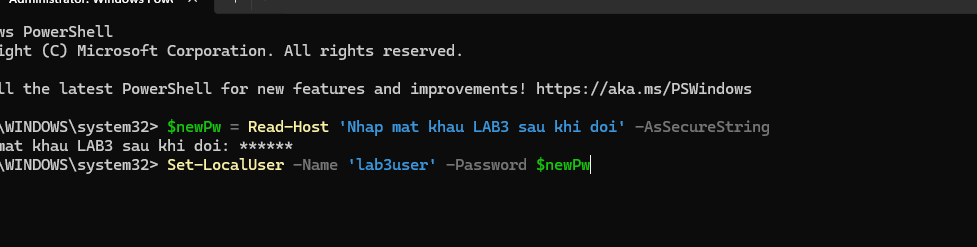 Administrator: Windows Pow
ws PowerShell
ight (C) Microsoft Corporation. All rights reserved.
ll the latest PowerShell for new features and improvements! https://aka.ms/PSWindows
\WINDOWS\system32> $newPw = Read-Host 'Nhap mat khau LAB3 sau khi doi' -AsSecureString
mat khau LAB3 sau khi doi: ******
\WINDOWS\system32> Set-LocalUser -Name 'lab3user' -Password $newPw